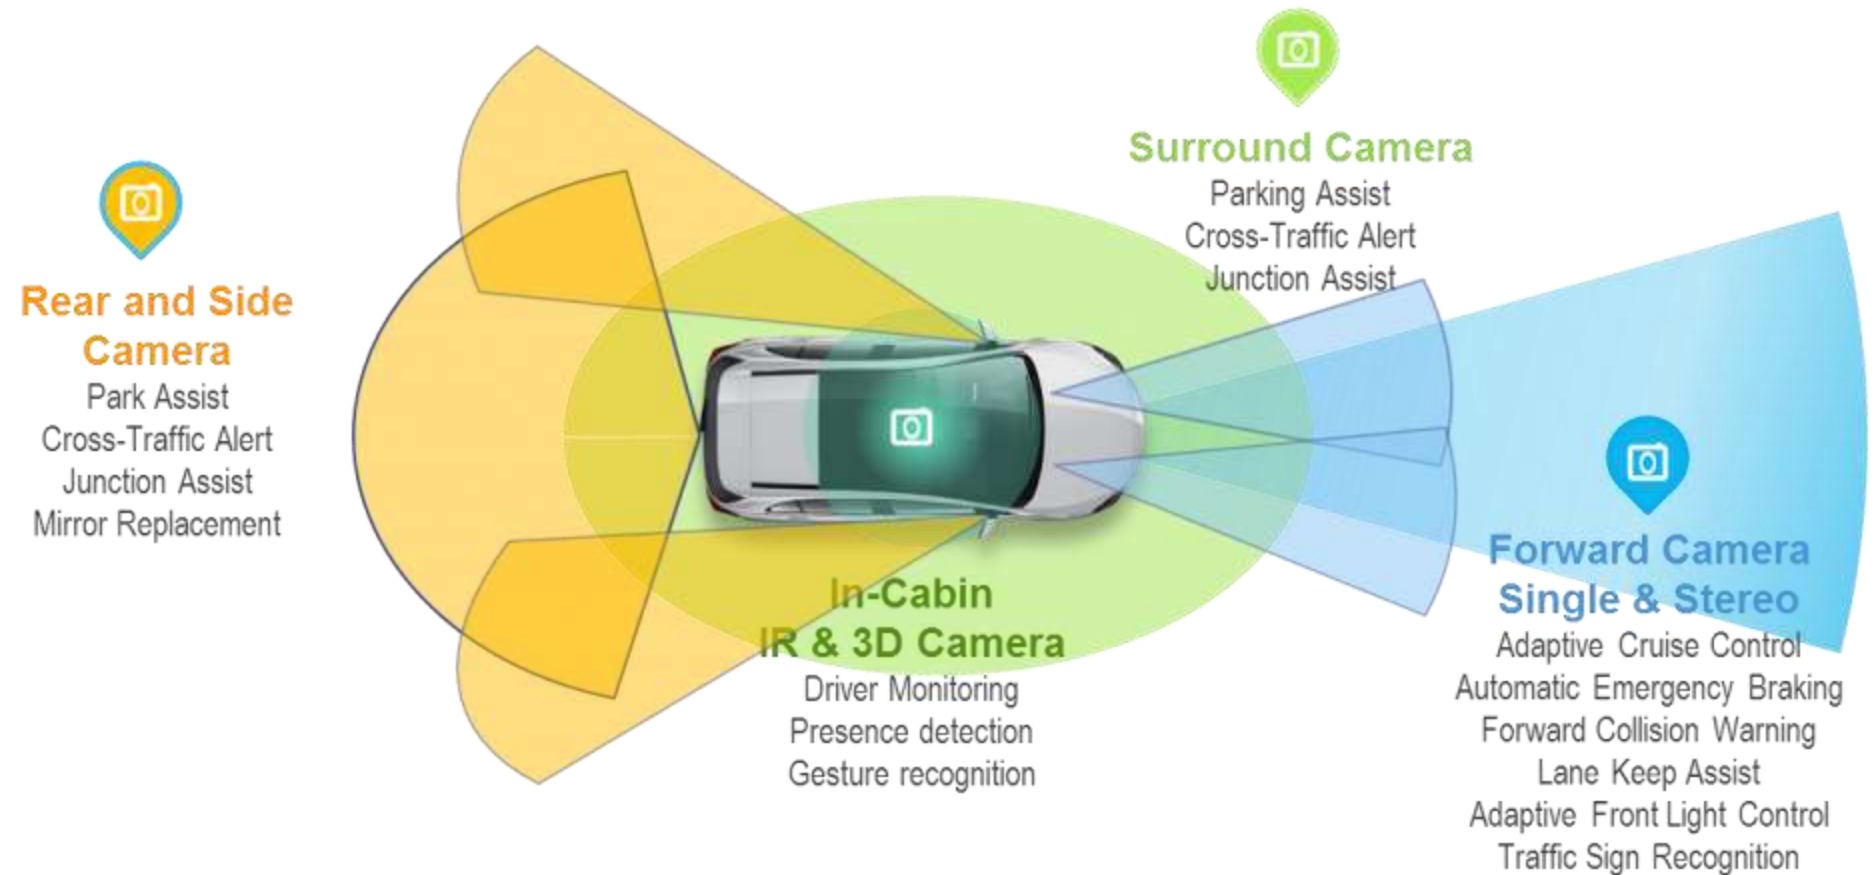 Surround Camera
Parking Assist
Cross-Traffic Alert
Junction Assist
Rear and Side
Camera
Park Assist
Cross-Traffic Alert
Junction Assist
Mirror Replacement
In-Cabin
IR & 3D Camera
Driver Monitoring
Presence detection
Gesture recognition
Forward Camera
Single & Stereo
Adaptive Cruise Control
Automatic Emergency Braking
Forward Collision Warning
Lane Keep Assist
Adaptive Front Light Control
Traffic Sign Recognition